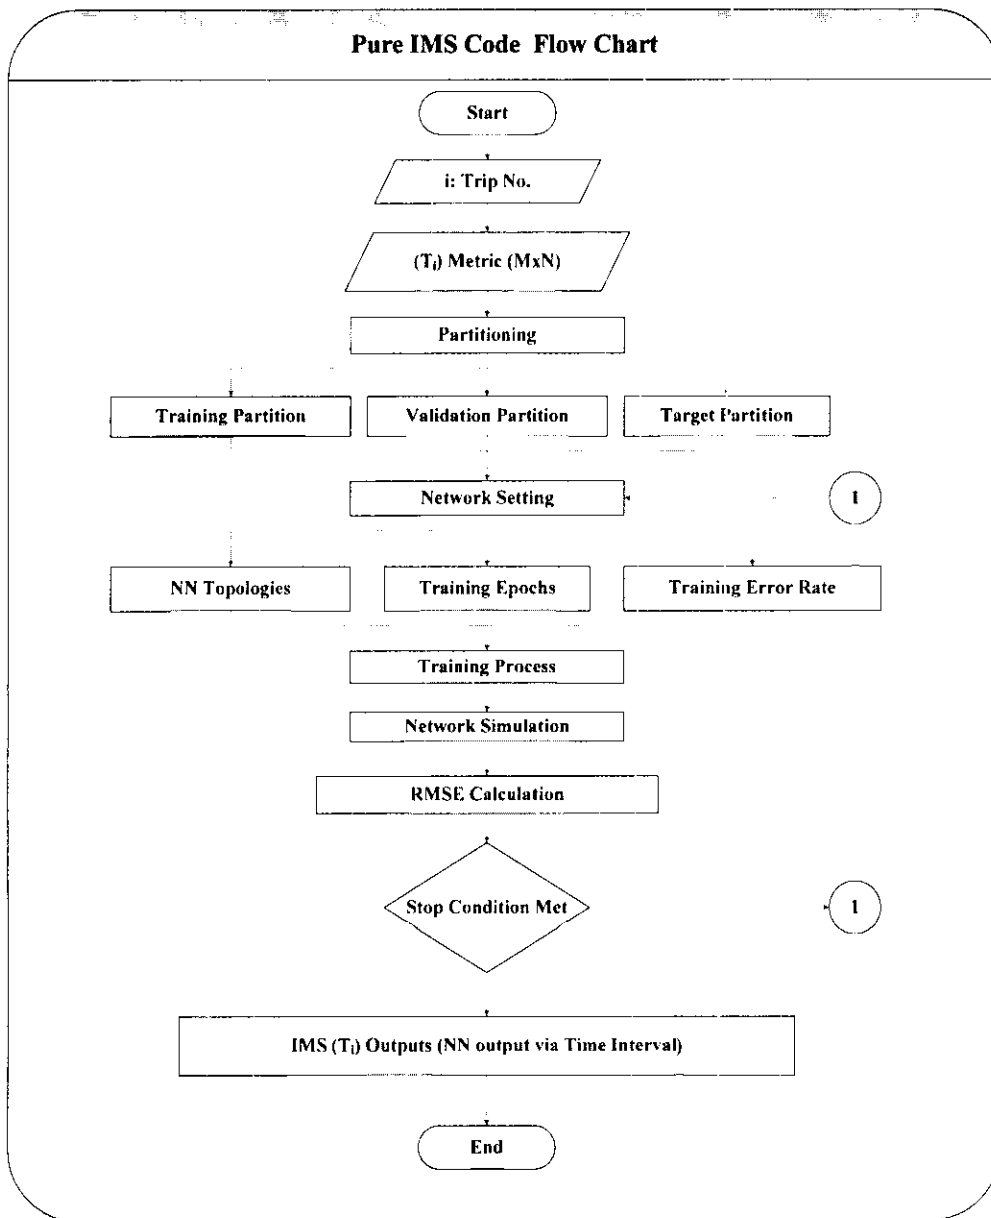 Pure IMS Code Flow Chart
Start
i: Trip No.
(Ti) Metric (MxN)
Partitioning
Training Partition
Validation Partition
Target Partition
Network Setting
1
NN Topologies
Training Epochs
Training Error Rate
Training Process
Network Simulation
RMSE Calculation
Stop Condition Met
1
IMS (Ti) Outputs (NN output via Time Interval)
End